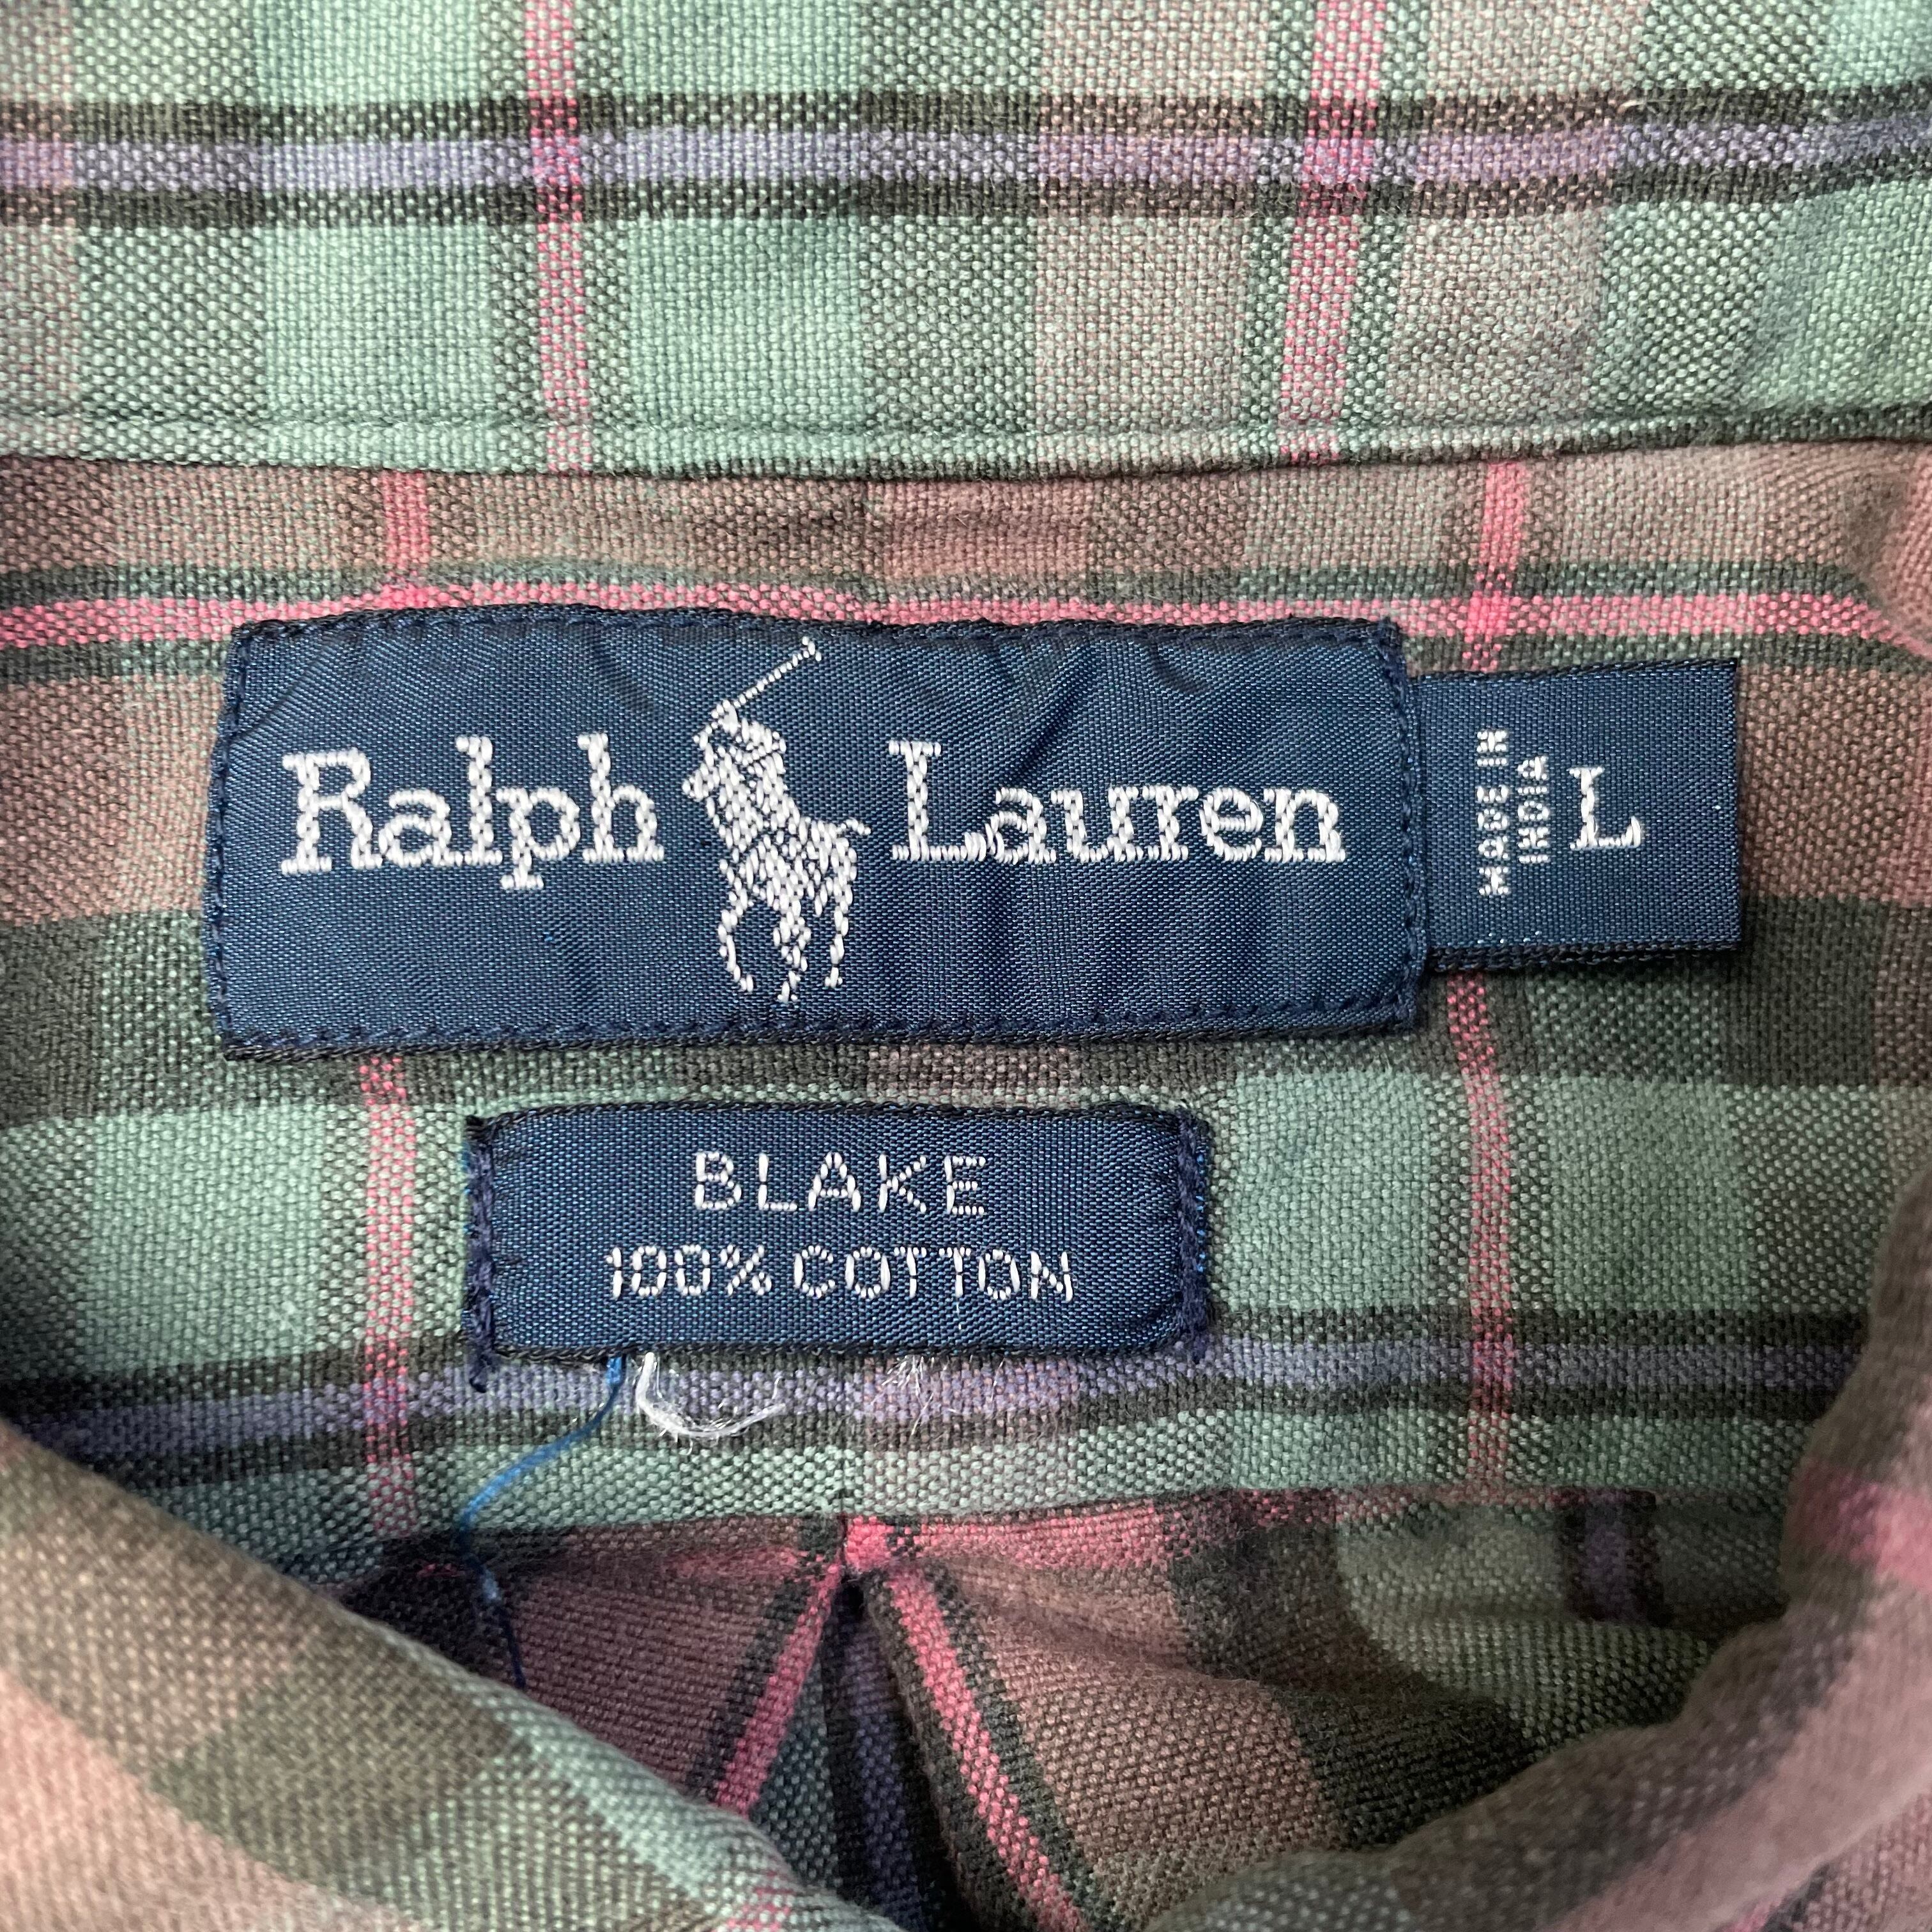 Ralph Lauren
MADE IN
INDIA
L
BLAKE
100% COTTON